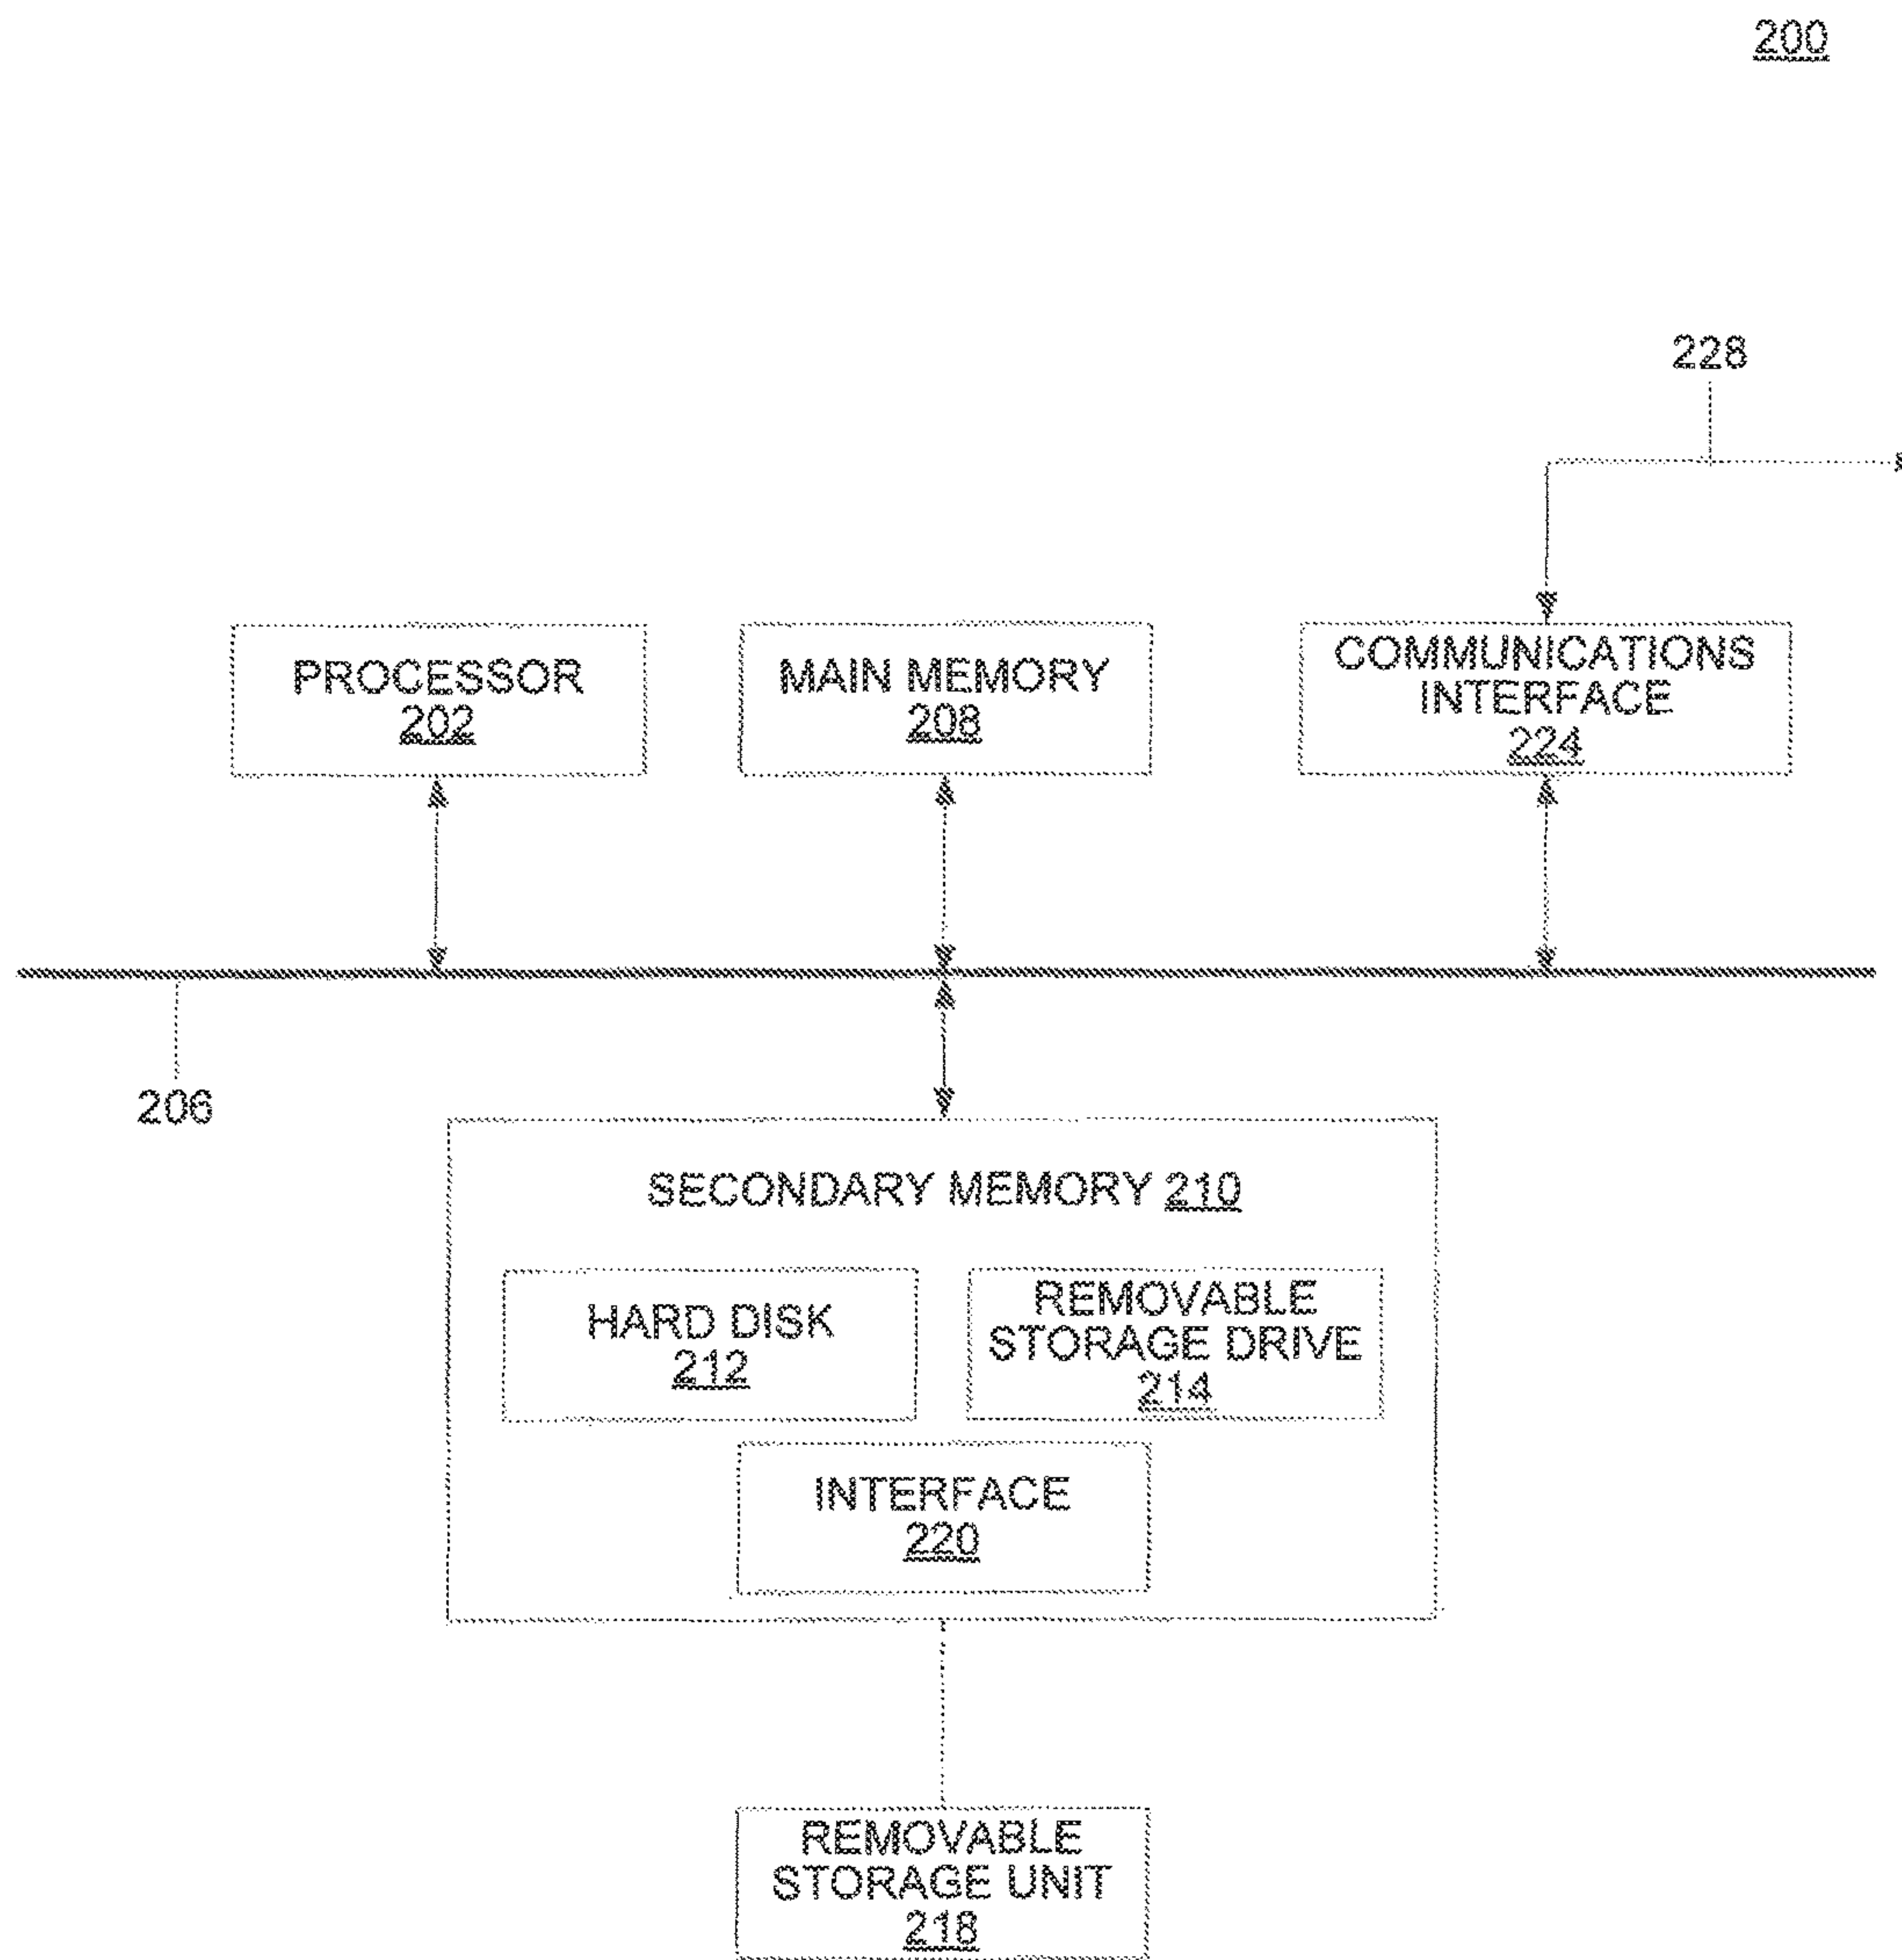 200
228
PROCESSOR
202
MAIN MEMORY
208
COMMUNICATIONS
INTERFACE
224
206
SECONDARY MEMORY 210
HARD DISK
212
REMOVABLE
STORAGE DRIVE
214
INTERFACE
220
REMOVABLE
STORAGE UNIT
218